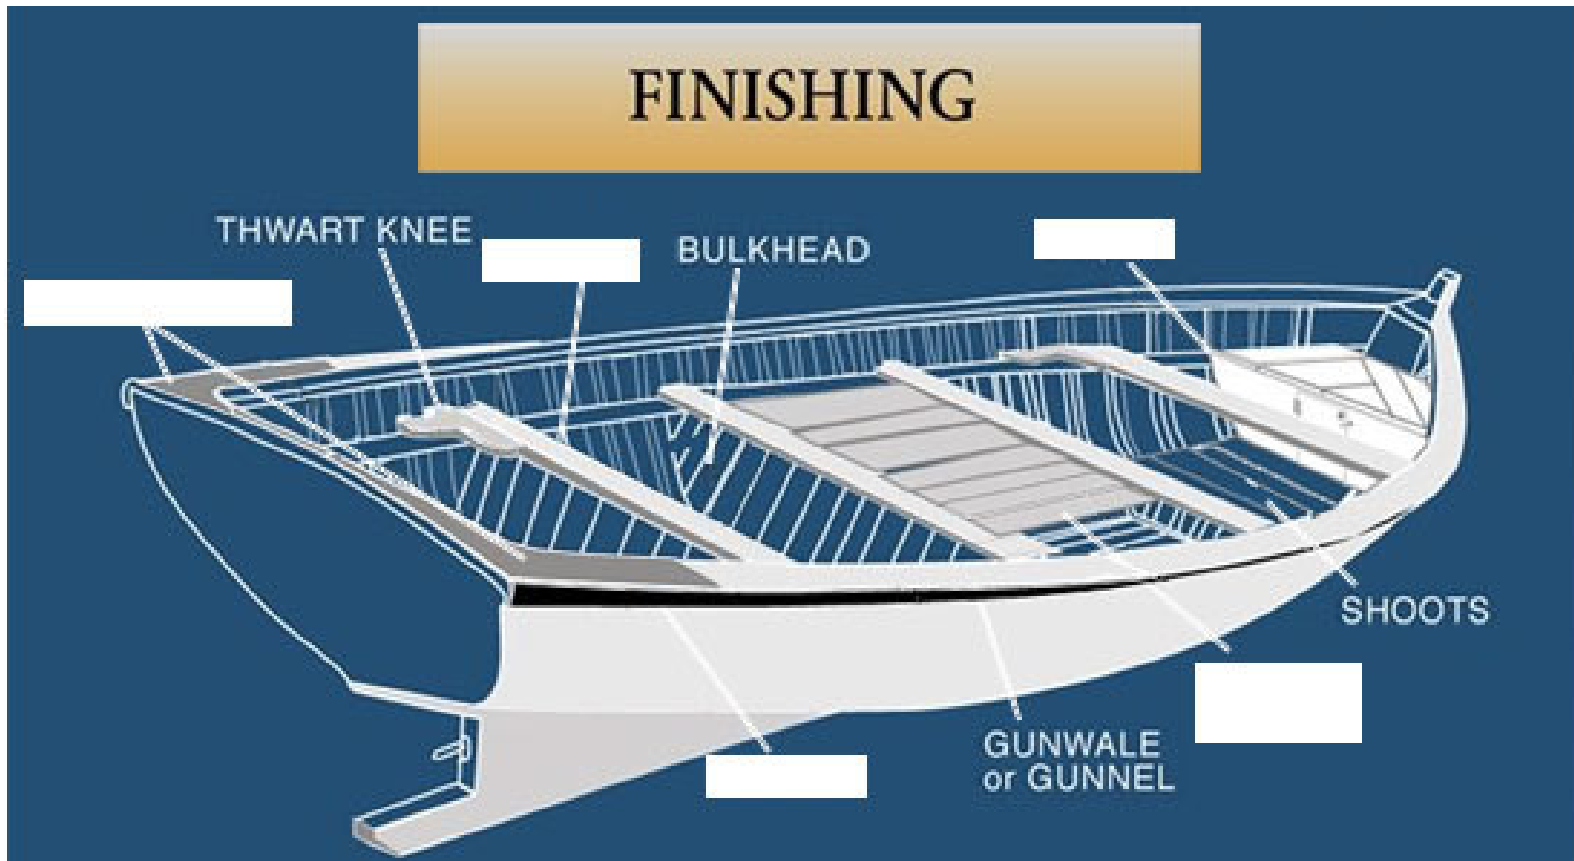 FINISHING
THWART KNEE
BULKHEAD
SHOOTS
GUNWALE
or GUNNEL